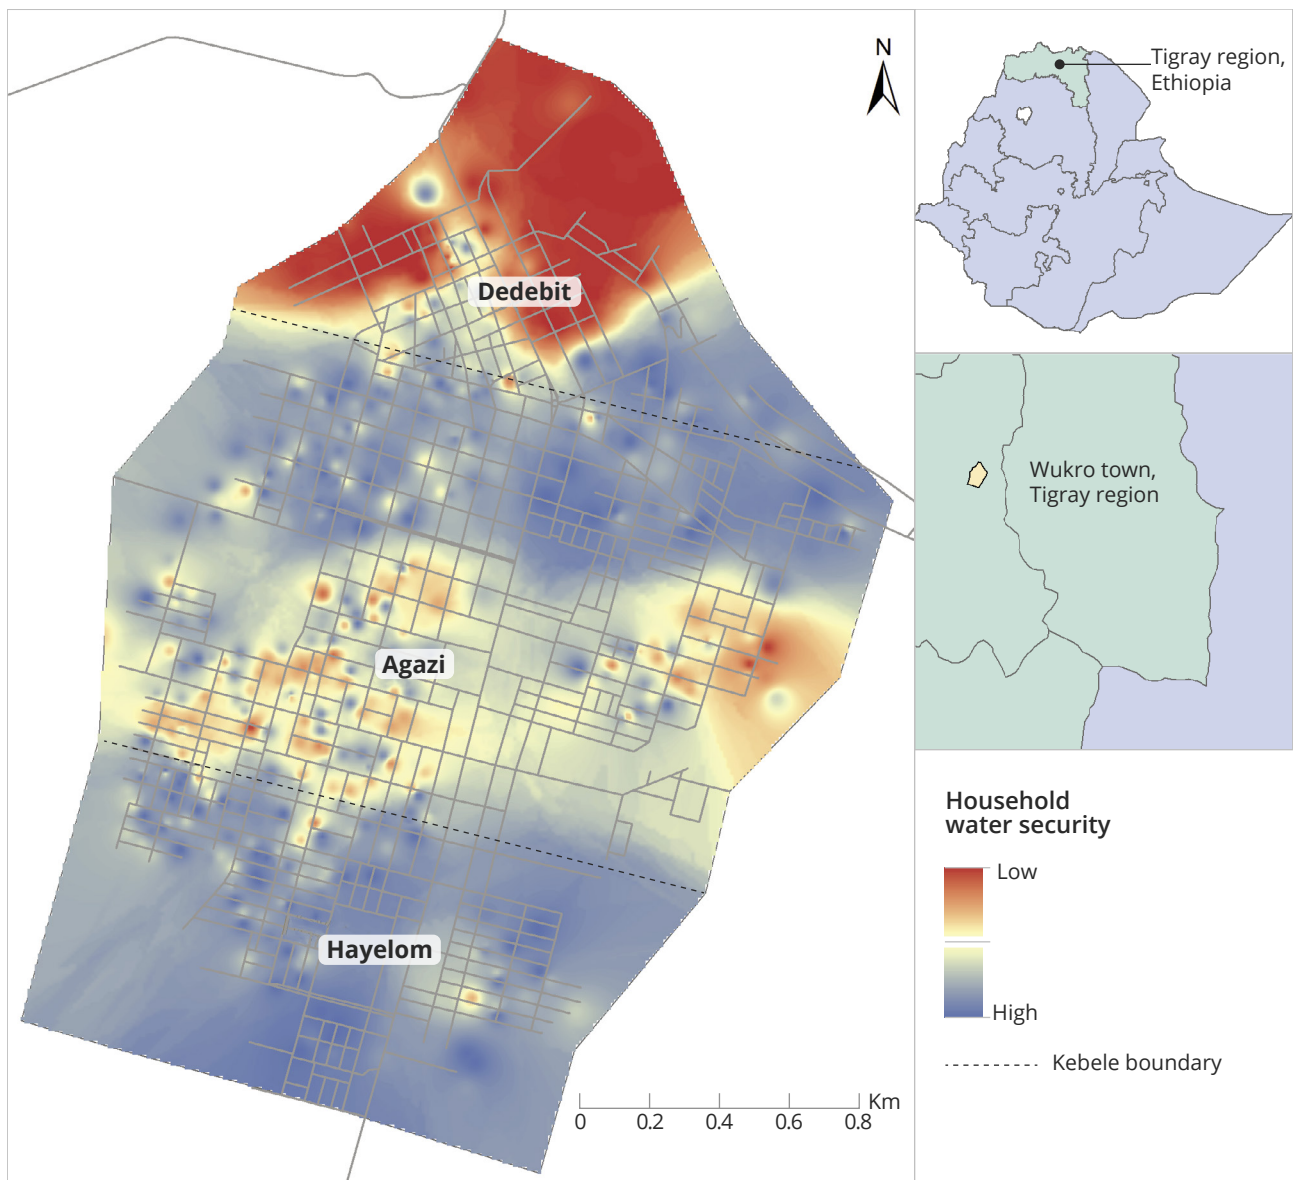 N
Dedebit
Agazi
Hayelom
Km
0 0.2 0.4 0.6 0.8
Tigray region,
Ethiopia
Wukro town,
Tigray region
Household
water security
Low
High
Kebele boundary